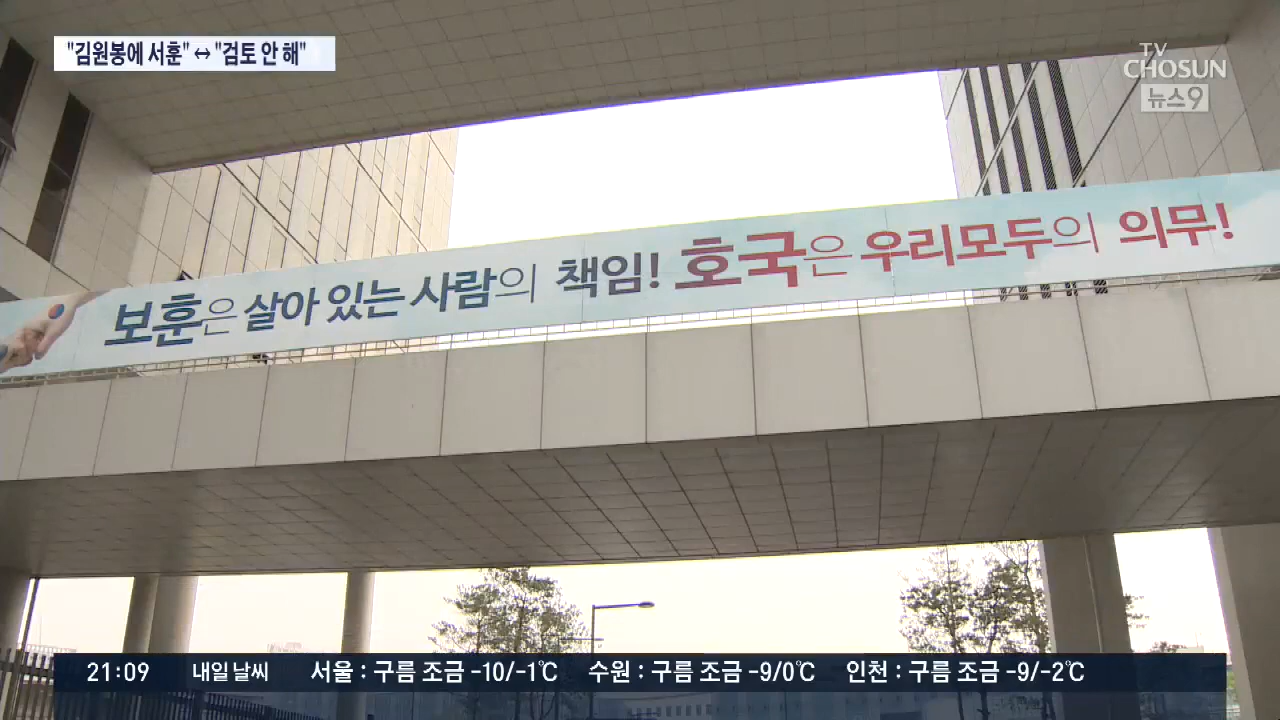 "김원봉에 서훈" ↔ "검토 안 해"
TV
CHOSUN
뉴스9
보훈은 살아 있는 사람의 책임! 호국은 우리모두의 의무!
21:09 내일 날씨 서울 : 구름 조금 -10/-1℃ 수원 : 구름 조금 -9/0℃ 인천 : 구름 조금 -9/-2℃